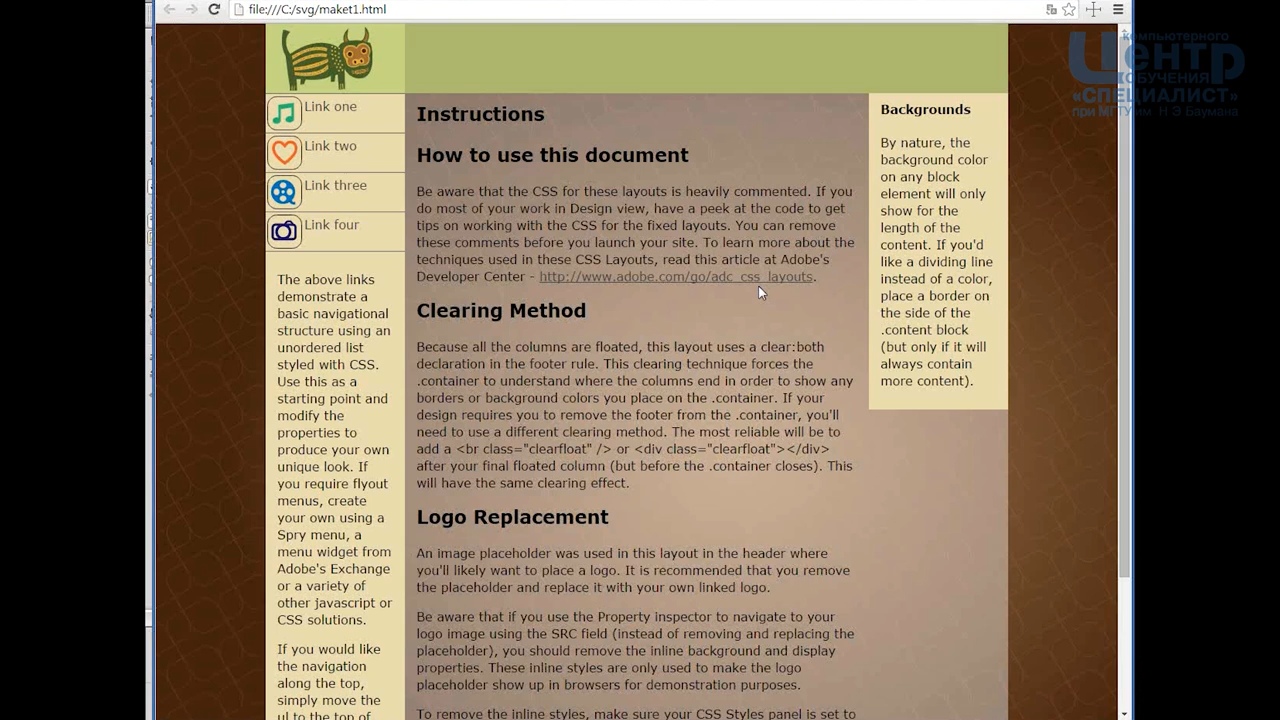 file:///C:/svg/maket1.html
компьютерного
Центр
ОБУЧЕНИЯ
«СПЕЦИАЛИСТ»
при МГТУ им. Н.Э.Баумана
Link one
Link two
Link three
Link four
The above links
demonstrate a
basic navigational
structure using an
unordered list
styled with CSS.
Use this as a
starting point and
modify the
properties to
produce your own
unique look. If
you require flyout
menus, create
your own using a
Spry menu, a
menu widget from
Adobe's Exchange
or a variety of
other javascript or
CSS solutions.
If you would like
the navigation
along the top,
simply move the
ul to the top of
Instructions
How to use this document
Be aware that the CSS for these layouts is heavily commented. If you
do most of your work in Design view, have a peek at the code to get
tips on working with the CSS for the fixed layouts. You can remove
these comments before you launch your site. To learn more about the
techniques used in these CSS Layouts, read this article at Adobe's
Developer Center - http://www.adobe.com/go/adc_css_layouts.
Clearing Method
Because all the columns are floated, this layout uses a clear:both
declaration in the footer rule. This clearing technique forces the
.container to understand where the columns end in order to show any
borders or background colors you place on the .container. If your
design requires you to remove the footer from the .container, you'll
need to use a different clearing method. The most reliable will be to
add a <br class="clearfloat" /> or <div class="clearfloat"></div>
after your final floated column (but before the .container closes). This
will have the same clearing effect.
Logo Replacement
An image placeholder was used in this layout in the header where
you'll likely want to place a logo. It is recommended that you remove
the placeholder and replace it with your own linked logo.
Be aware that if you use the Property inspector to navigate to your
logo image using the SRC field (instead of removing and replacing the
placeholder), you should remove the inline background and display
properties. These inline styles are only used to make the logo
placeholder show up in browsers for demonstration purposes.
To remove the inline styles, make sure your CSS Styles panel is set to
Backgrounds
By nature, the
background color
on any block
element will only
show for the
length of the
content. If you'd
like a dividing line
instead of a color,
place a border on
the side of the
.content block
(but only if it will
always contain
more content).